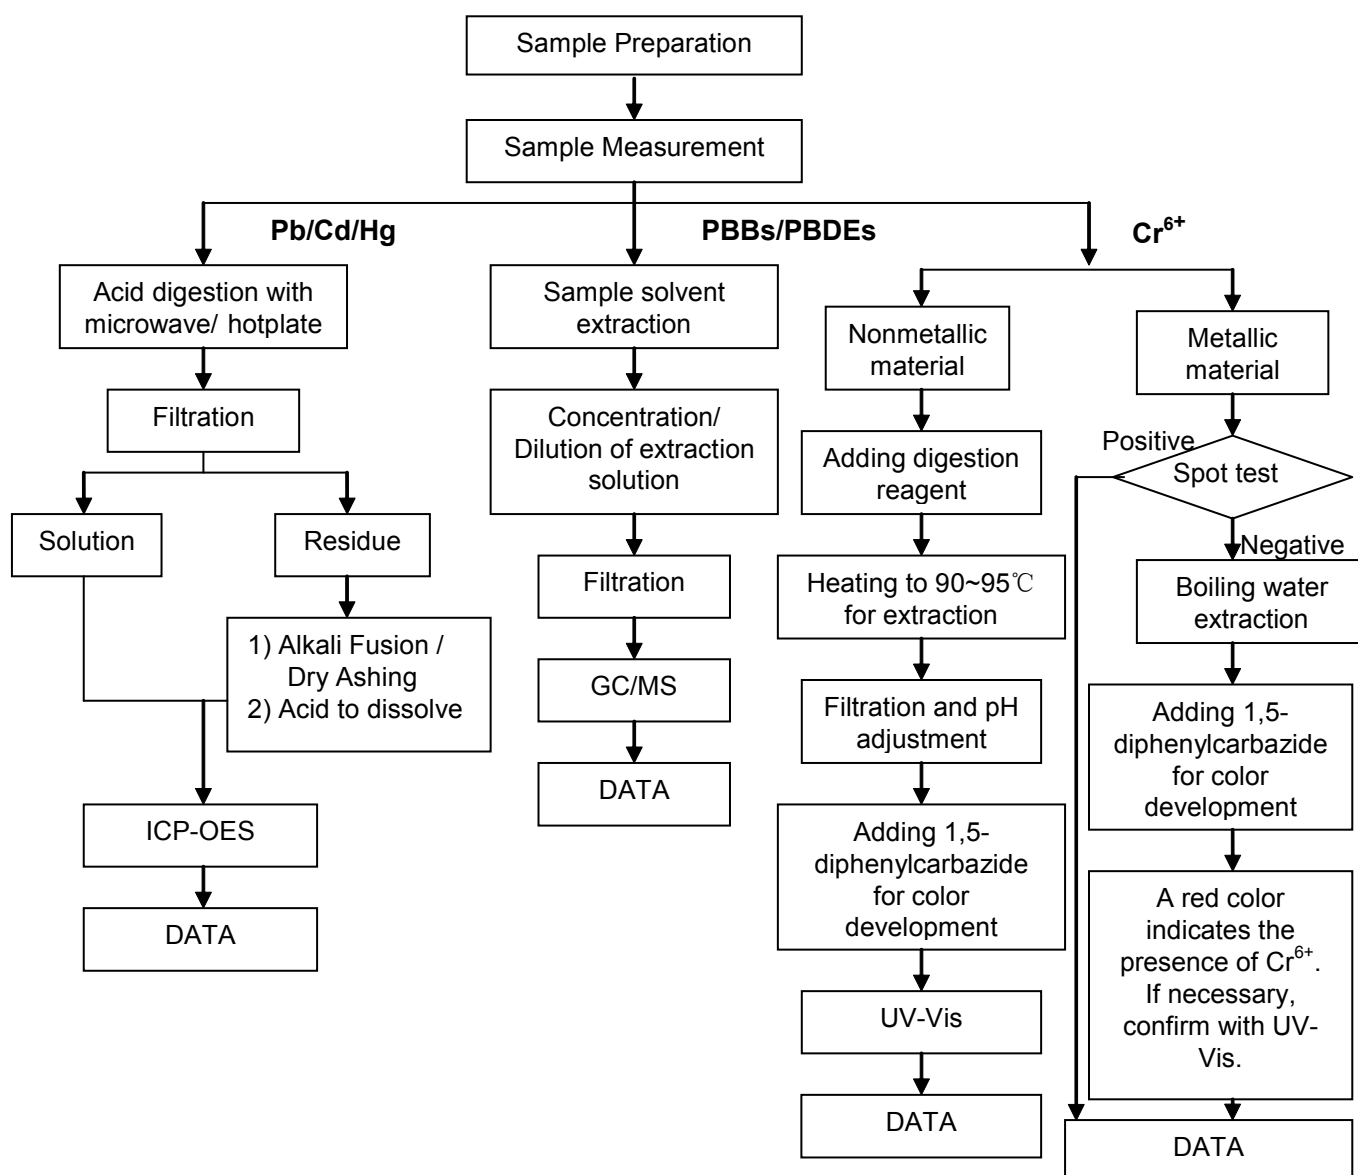 Sample Preparation
Sample Measurement
Pb/Cd/Hg
PBBs/PBDEs
Cr⁶⁺
Acid digestion with
microwave/ hotplate
Filtration
Solution
Residue
1) Alkali Fusion /
Dry Ashing
2) Acid to dissolve
ICP-OES
DATA
Sample solvent
extraction
Concentration/
Dilution of extraction
solution
Filtration
GC/MS
DATA
Nonmetallic
material
Adding digestion
reagent
Heating to 90~95℃
for extraction
Filtration and pH
adjustment
Adding 1,5-
diphenylcarbazide
for color
development
UV-Vis
DATA
Metallic
material
Positive
Spot test
Negative
Boiling water
extraction
Adding 1,5-
diphenylcarbazide
for color
development
A red color
indicates the
presence of Cr⁶⁺.
If necessary,
confirm with UV-
Vis.
DATA